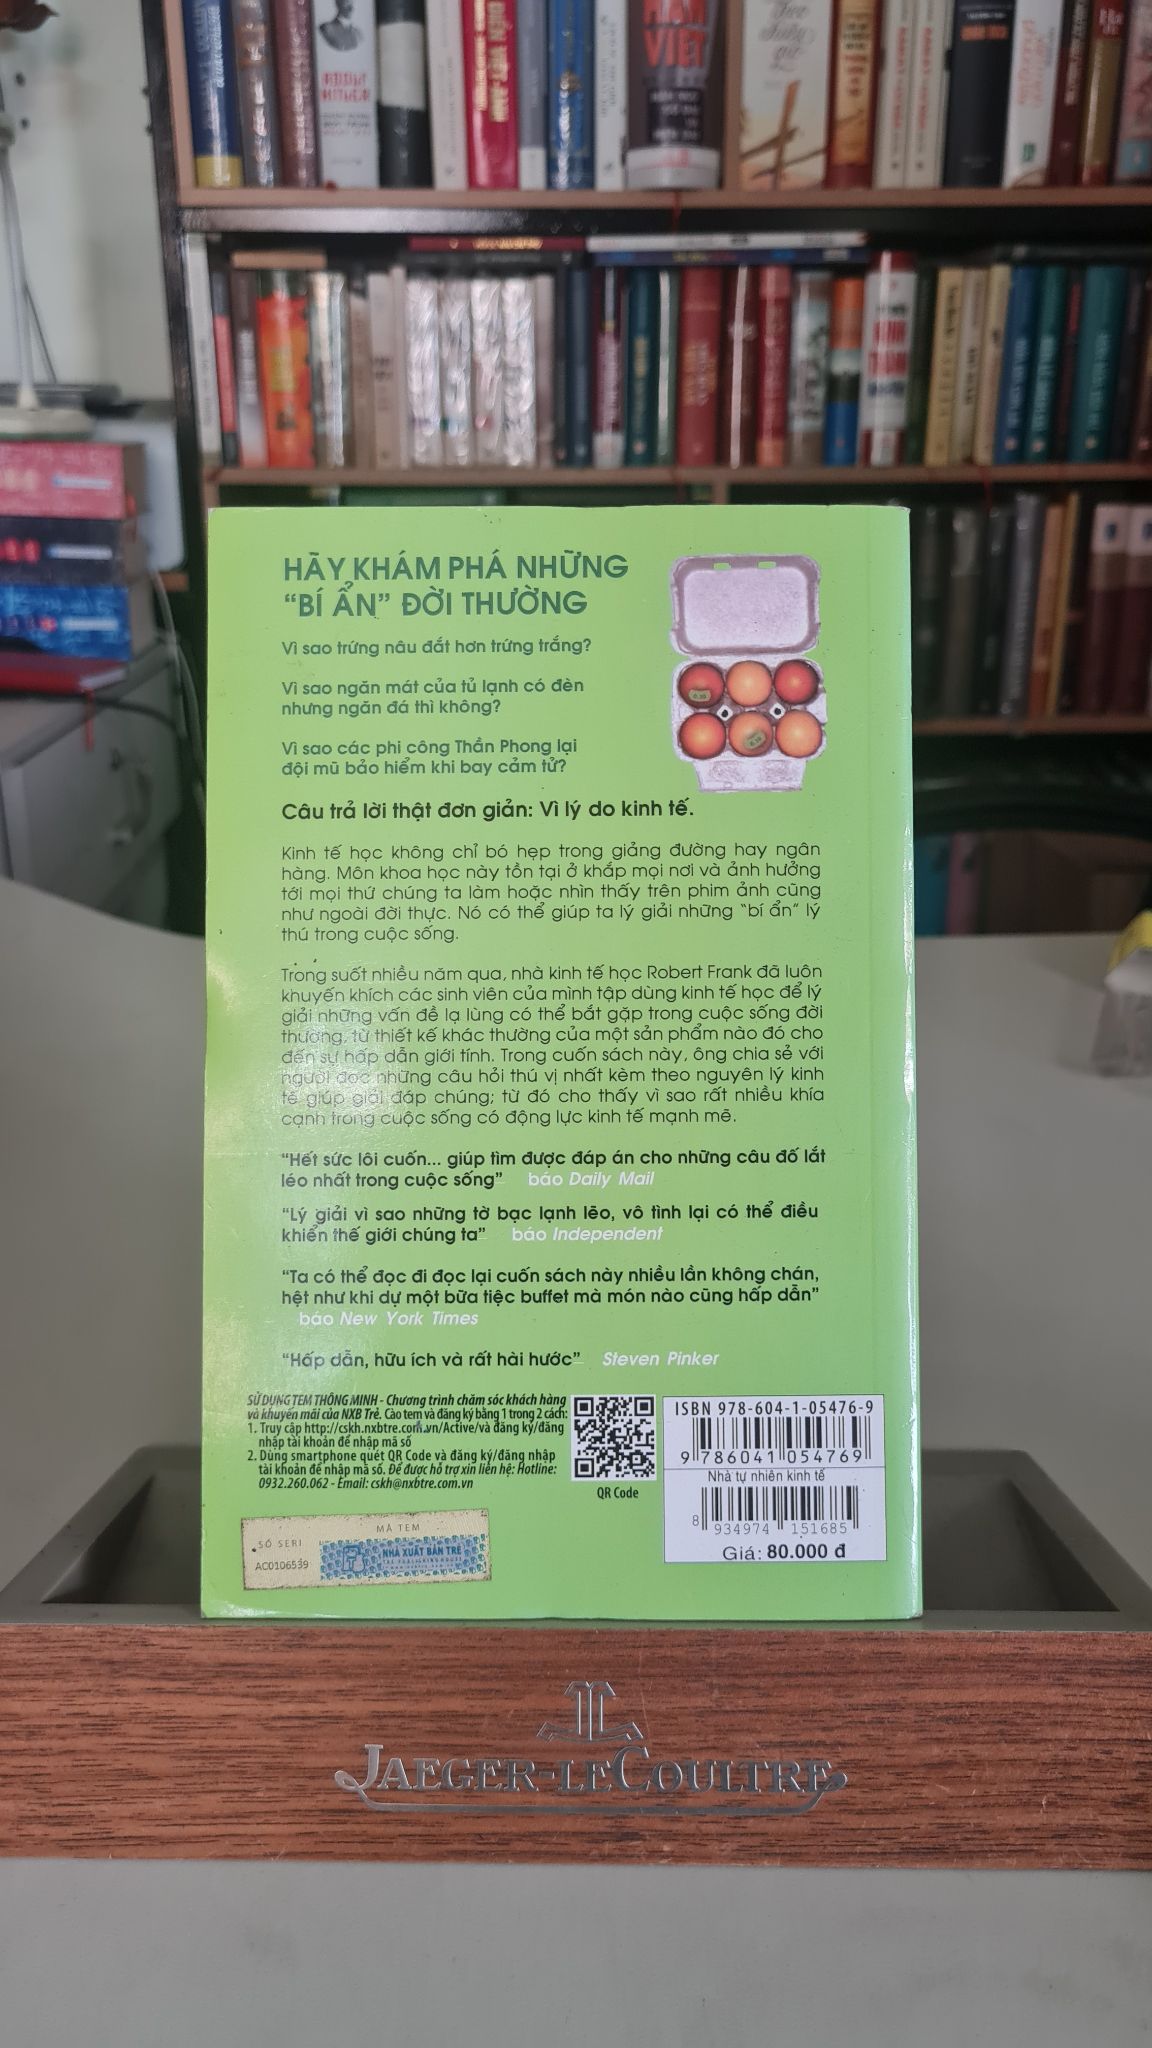 HÁN
VIỆT
HÃY KHÁM PHÁ NHỮNG
“BÍ ẨN” ĐỜI THƯỜNG
Vì sao trứng nâu đắt hơn trứng trắng?
Vì sao ngăn mát của tủ lạnh có đèn
nhưng ngăn đá thì không?
Vì sao các phi công Thần Phong lại
đội mũ bảo hiểm khi bay cảm tử?
Câu trả lời thật đơn giản: Vì lý do kinh tế.
Kinh tế học không chỉ bó hẹp trong giảng đường hay ngân
hàng. Môn khoa học này tồn tại ở khắp mọi nơi và ảnh hưởng
tới mọi thứ chúng ta làm hoặc nhìn thấy trên phim ảnh cũng
như ngoài đời thực. Nó có thể giúp ta lý giải những “bí ẩn” lý
thú trong cuộc sống.
Trong suốt nhiều năm qua, nhà kinh tế học Robert Frank đã luôn
khuyến khích các sinh viên của mình tập dùng kinh tế học để lý
giải những vấn đề lạ lùng có thể bắt gặp trong cuộc sống đời
thường, từ thiết kế khác thường của một sản phẩm nào đó cho
đến sự hấp dẫn giới tính. Trong cuốn sách này, ông chia sẻ với
người đọc những câu hỏi thú vị nhất kèm theo nguyên lý kinh
tế giúp giải đáp chúng; từ đó cho thấy vì sao rất nhiều khía
cạnh trong cuộc sống có động lực kinh tế mạnh mẽ.
“Hết sức lôi cuốn... giúp tìm được đáp án cho những câu đố lắt
léo nhất trong cuộc sống” báo Daily Mail
“Lý giải vì sao những tờ bạc lạnh lẽo, vô tình lại có thể điều
khiển thế giới chúng ta” báo Independent
“Ta có thể đọc đi đọc lại cuốn sách này nhiều lần không chán,
hệt như khi dự một bữa tiệc buffet mà món nào cũng hấp dẫn”
báo New York Times
“Hấp dẫn, hữu ích và rất hài hước” Steven Pinker
SỬ DỤNG TEM THÔNG MINH - Chương trình chăm sóc khách hàng
và khuyến mãi của NXB Trẻ. Cào tem và đăng ký bằng 1 trong 2 cách:
1. Truy cập http://cskh.nxbtre.com.vn/Active/và đăng ký/đăng
nhập tài khoản để nhập mã số
2. Dùng smartphone quét QR Code và đăng ký/đăng nhập
tài khoản để nhập mã số. Để được hỗ trợ xin liên hệ: Hotline:
0932.260.062 - Email: cskh@nxbtre.com.vn
QR Code
ISBN 978-604-1-05476-9
9 786041 054769
Nhà tự nhiên kinh tế
8 934974 151685
Giá: 80.000 đ
MÃ TEM
SỐ SERI
AC0106539
NHÀ XUẤT BẢN TRẺ
JAEGER-LECOULTRE